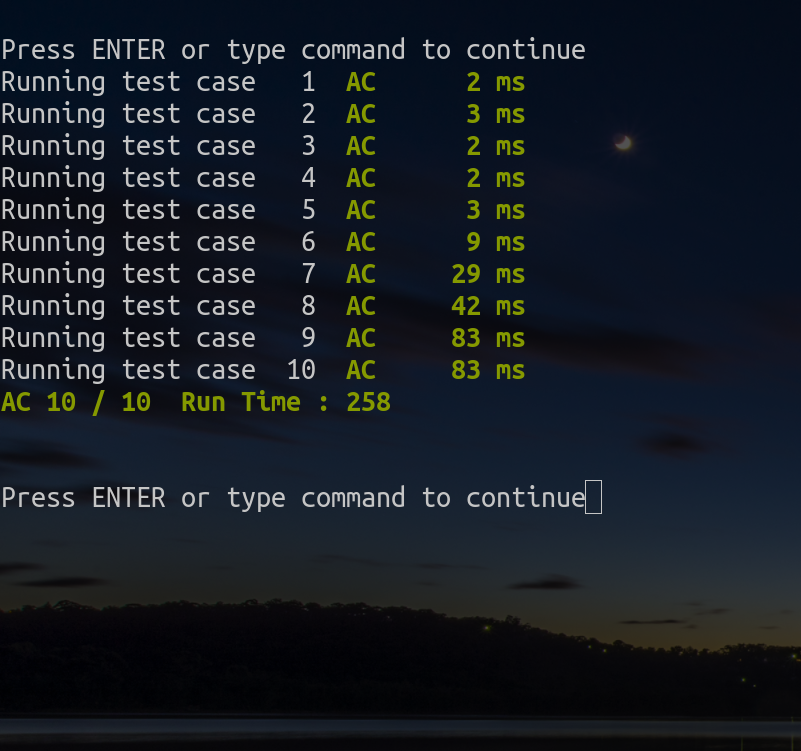 Press ENTER or type command to continue
Running test case   1  AC      2 ms
Running test case   2  AC      3 ms
Running test case   3  AC      2 ms
Running test case   4  AC      2 ms
Running test case   5  AC      3 ms
Running test case   6  AC      9 ms
Running test case   7  AC     29 ms
Running test case   8  AC     42 ms
Running test case   9  AC     83 ms
Running test case  10  AC     83 ms
AC 10 / 10  Run Time : 258
Press ENTER or type command to continue